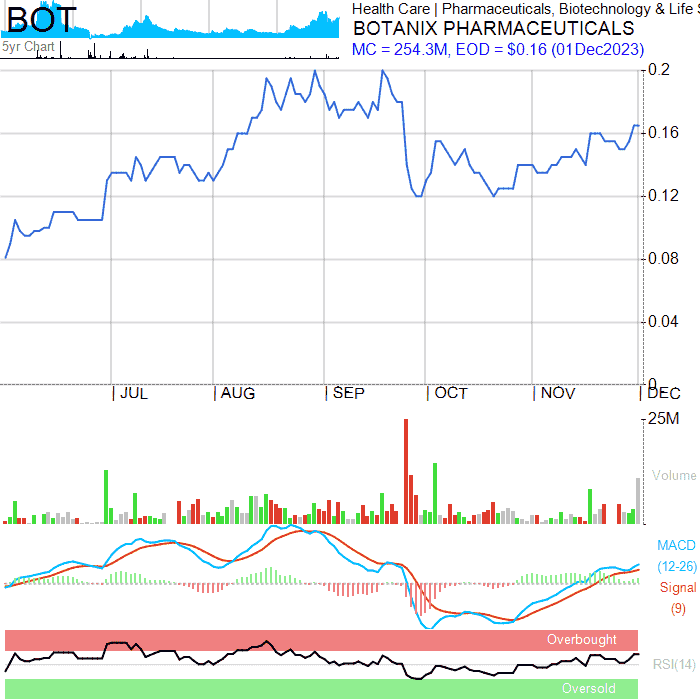 BOT
5yr Chart
Health Care | Pharmaceuticals, Biotechnology & Life S
BOTANIX PHARMACEUTICALS
MC = 254.3M, EOD = $0.16 (01Dec2023)
0.2
0.16
0.12
0.08
0.04
0
| JUL | AUG | SEP | OCT | NOV | DEC
25M
Volume
MACD
(12-26)
Signal
(9)
Overbought
RSI(14)
Oversold